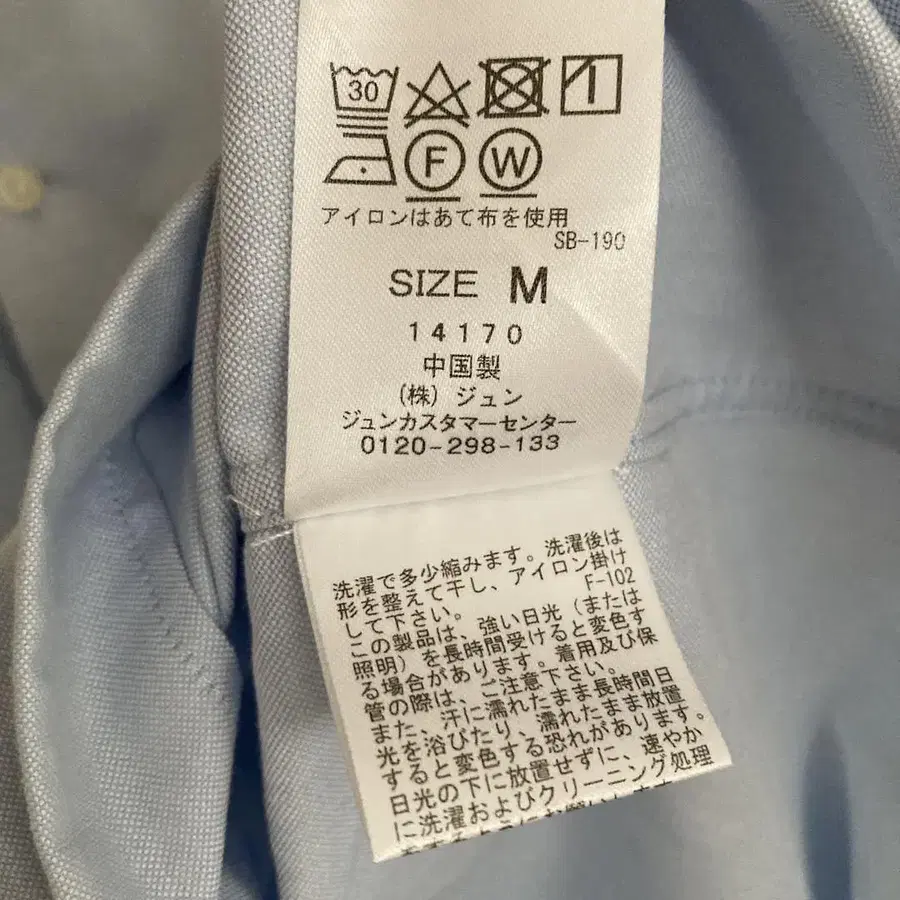 30
F W
アイロンはあて布を使用
SB-190
SIZE M
14170
中国製
(株) ジュン
ジュンカスタマーセンター
0120-298-133
洗濯で多少縮みます。洗濯後は
形を整えて干し、アイロン掛け
して下さい。
F-102
この製品は、強い日光(または
照明)を長時間受けると変色す
る場合があります。着用及び保
管の際は、ご注意下さい。
また、汗に濡れたまま長時間日
光を浴びたり、濡れたまま放置
すると変色する恐れがあります。
日光の下に放置せずに、速やか
に洗濯およびクリーニング処理